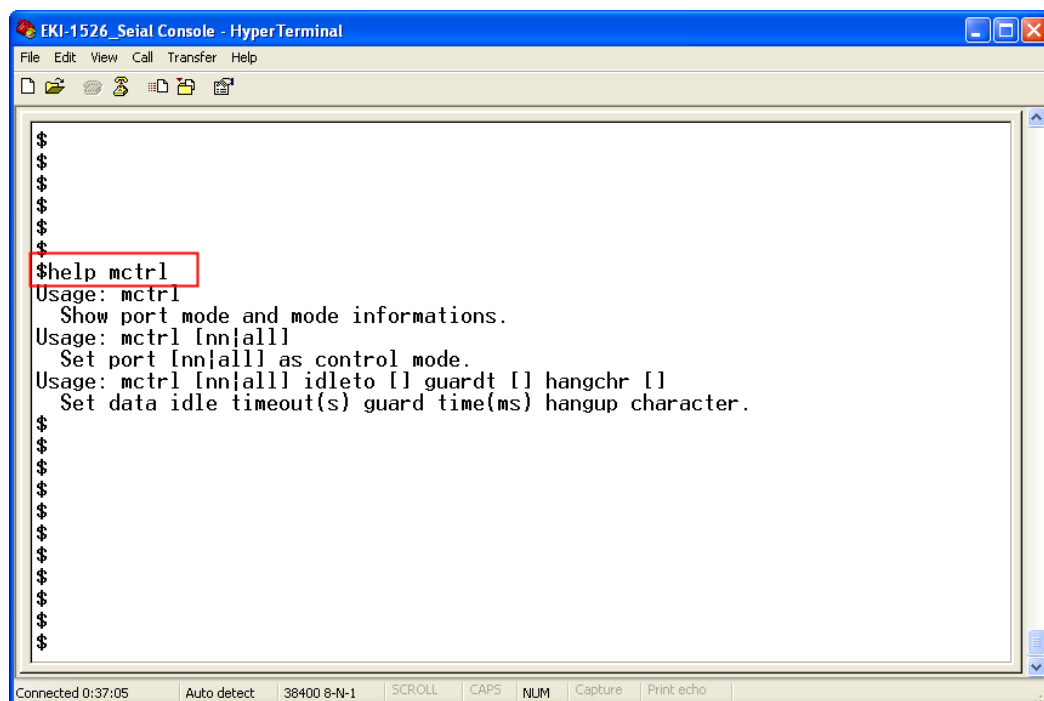 EKI-1526_Seial Console - HyperTerminal
File Edit View Call Transfer Help
$
$
$
$
$
$
$help mctrl
Usage: mctrl
Show port mode and mode informations.
Usage: mctrl [nn|all]
Set port [nn|all] as control mode.
Usage: mctrl [nn|all] idleto [] guardt [] hangchr []
Set data idle timeout(s) guard time(ms) hangup character.
$
$
$
$
$
$
$
$
$
$
$
Connected 0:37:05 Auto detect 38400 8-N-1 SCROLL CAPS NUM Capture Print echo